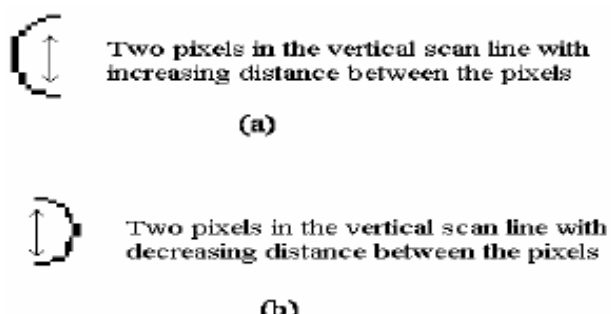 Two pixels in the vertical scan line with
increasing distance between the pixels
(a)
Two pixels in the vertical scan line with
decreasing distance between the pixels
(b)